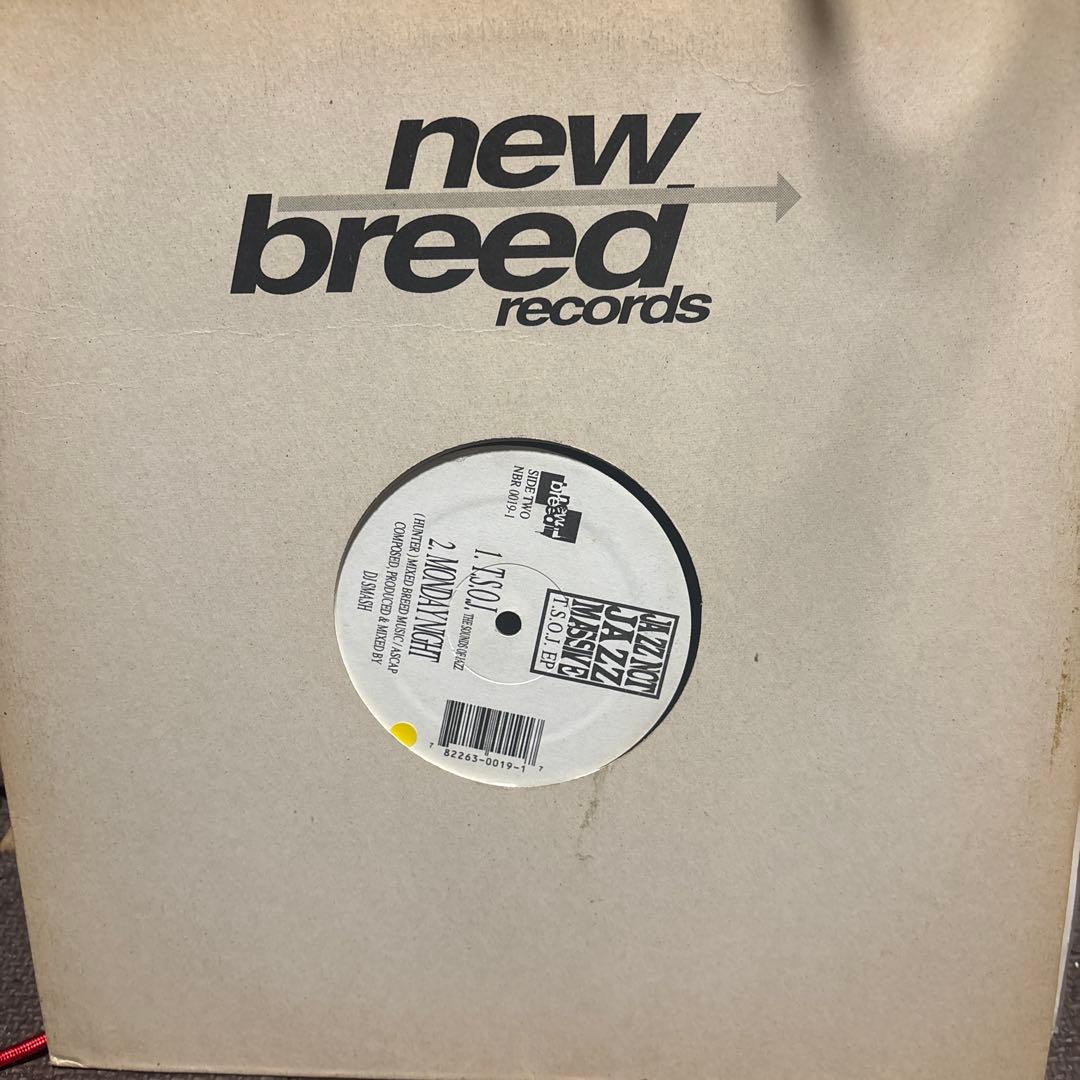 new
breed
records
new
breed
SIDE TWO
NBR 0019-1
JAZZ NOT
JAZZ
MASSIVE
T.S.O.J. EP
1. T.S.O.J. THE SOUNDS OF JAZZ
2. MONDAY NIGHT
( HUNTER ) MIXED BREED MUSIC / ASCAP
COMPOSED, PRODUCED & MIXED BY
DJ SMASH
7 82263-0019-1 7